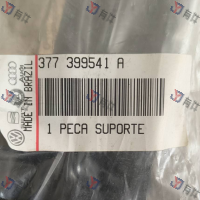 377 399541 A
MADE IN BRAZIL
1 PECA SUPORTE